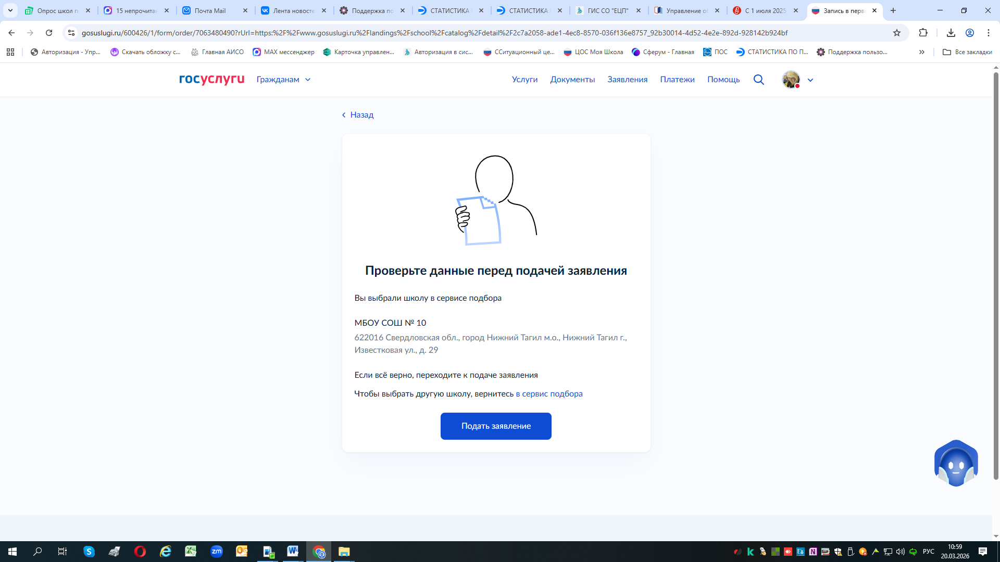 Опрос школ п
15 непрочитан
Почта Mail
Лента новосте
Поддержка по
СТАТИСТИКА
СТАТИСТИКА
ГИС СО "ЕЦП"
Управление об
С 1 июля 2025
Запись в перв
gosuslugi.ru/600426/1/form/order/7063480490?rUrl=https:%2F%2Fwww.gosuslugi.ru%2Flandings%2Fschool%2Fcatalog%2Fdetail%2F2c7a2058-ade1-4ec8-8570-036f136e8757_92b30014-4d52-4e2e-892d-928142b924bf
Авторизация - Упр...
Скачать обложку с...
Главная АИСО
MAX мессенджер
Карточка управлен...
Авторизация в сис...
ССитуационный це...
ЦОС Моя Школа
Сферум - Главная
ПОС
СТАТИСТИКА ПО П...
Поддержка пользо...
Все закладки
госуслуги
Гражданам
Услуги
Документы
Заявления
Платежи
Помощь
Назад
Проверьте данные перед подачей заявления
Вы выбрали школу в сервисе подбора
МБОУ СОШ № 10
622016 Свердловская обл., город Нижний Тагил м.о., Нижний Тагил г.,
Известковая ул., д. 29
Если всё верно, переходите к подаче заявления
Чтобы выбрать другую школу, вернитесь в сервис подбора
Подать заявление
zm
РУС
10:59
20.03.2026